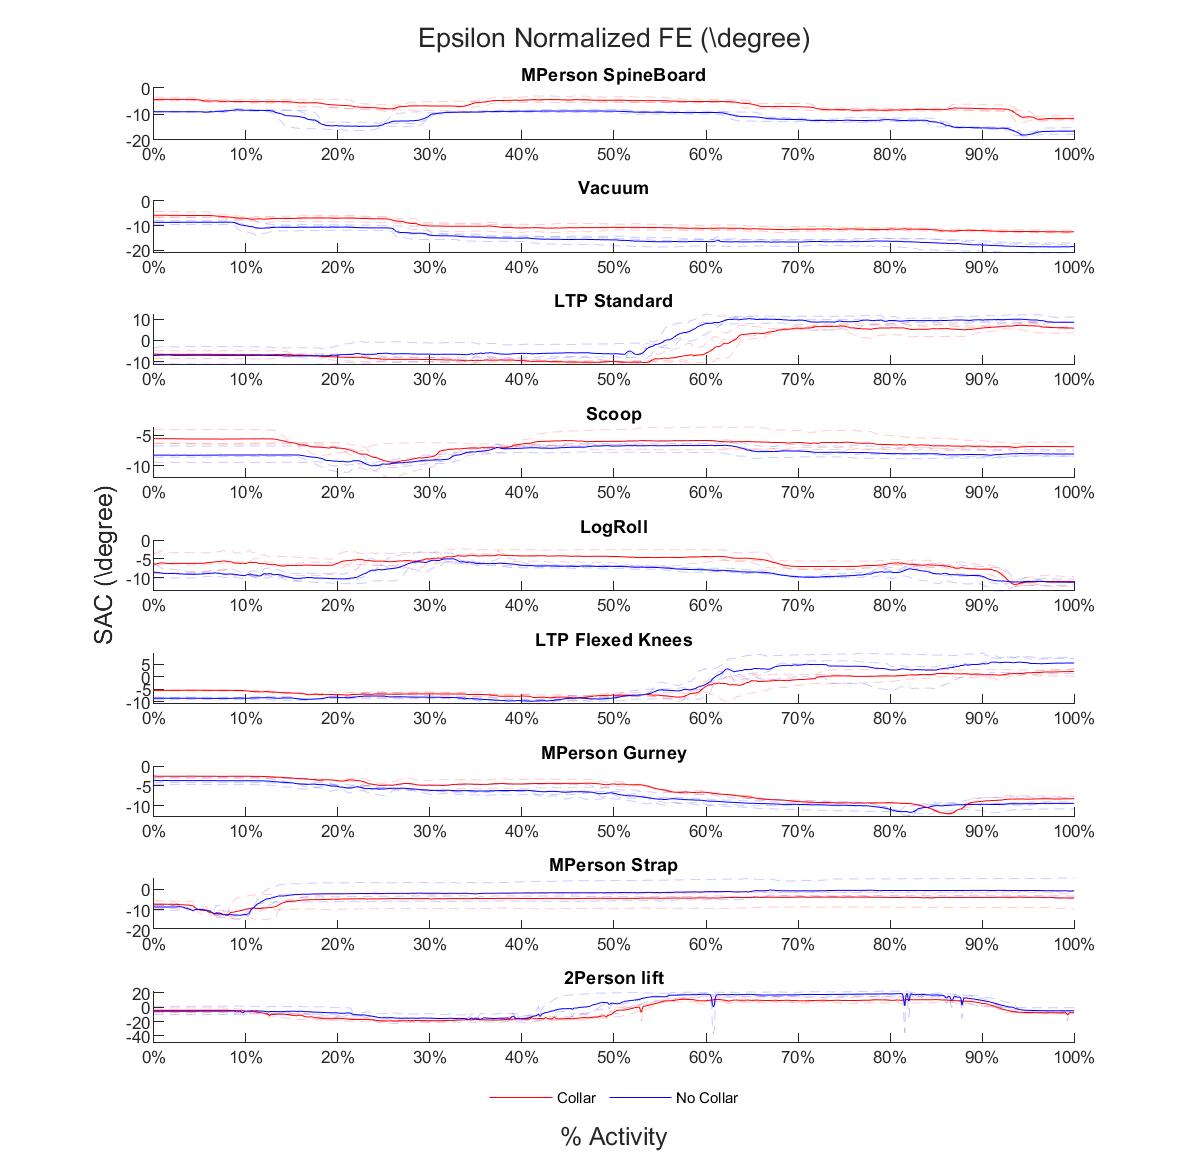 Epsilon Normalized FE (\degree)
MPerson SpineBoard
0
-10
-20
0% 10% 20% 30% 40% 50% 60% 70% 80% 90% 100%
Vacuum
0
-10
-20
0% 10% 20% 30% 40% 50% 60% 70% 80% 90% 100%
LTP Standard
10
0
-10
0% 10% 20% 30% 40% 50% 60% 70% 80% 90% 100%
Scoop
-5
-10
0% 10% 20% 30% 40% 50% 60% 70% 80% 90% 100%
SAC (\degree)
LogRoll
0
-5
-10
0% 10% 20% 30% 40% 50% 60% 70% 80% 90% 100%
LTP Flexed Knees
5
0
-5
-10
0% 10% 20% 30% 40% 50% 60% 70% 80% 90% 100%
MPerson Gurney
0
-5
-10
0% 10% 20% 30% 40% 50% 60% 70% 80% 90% 100%
MPerson Strap
0
-10
-20
0% 10% 20% 30% 40% 50% 60% 70% 80% 90% 100%
2Person lift
20
0
-20
-40
0% 10% 20% 30% 40% 50% 60% 70% 80% 90% 100%
Collar No Collar
% Activity